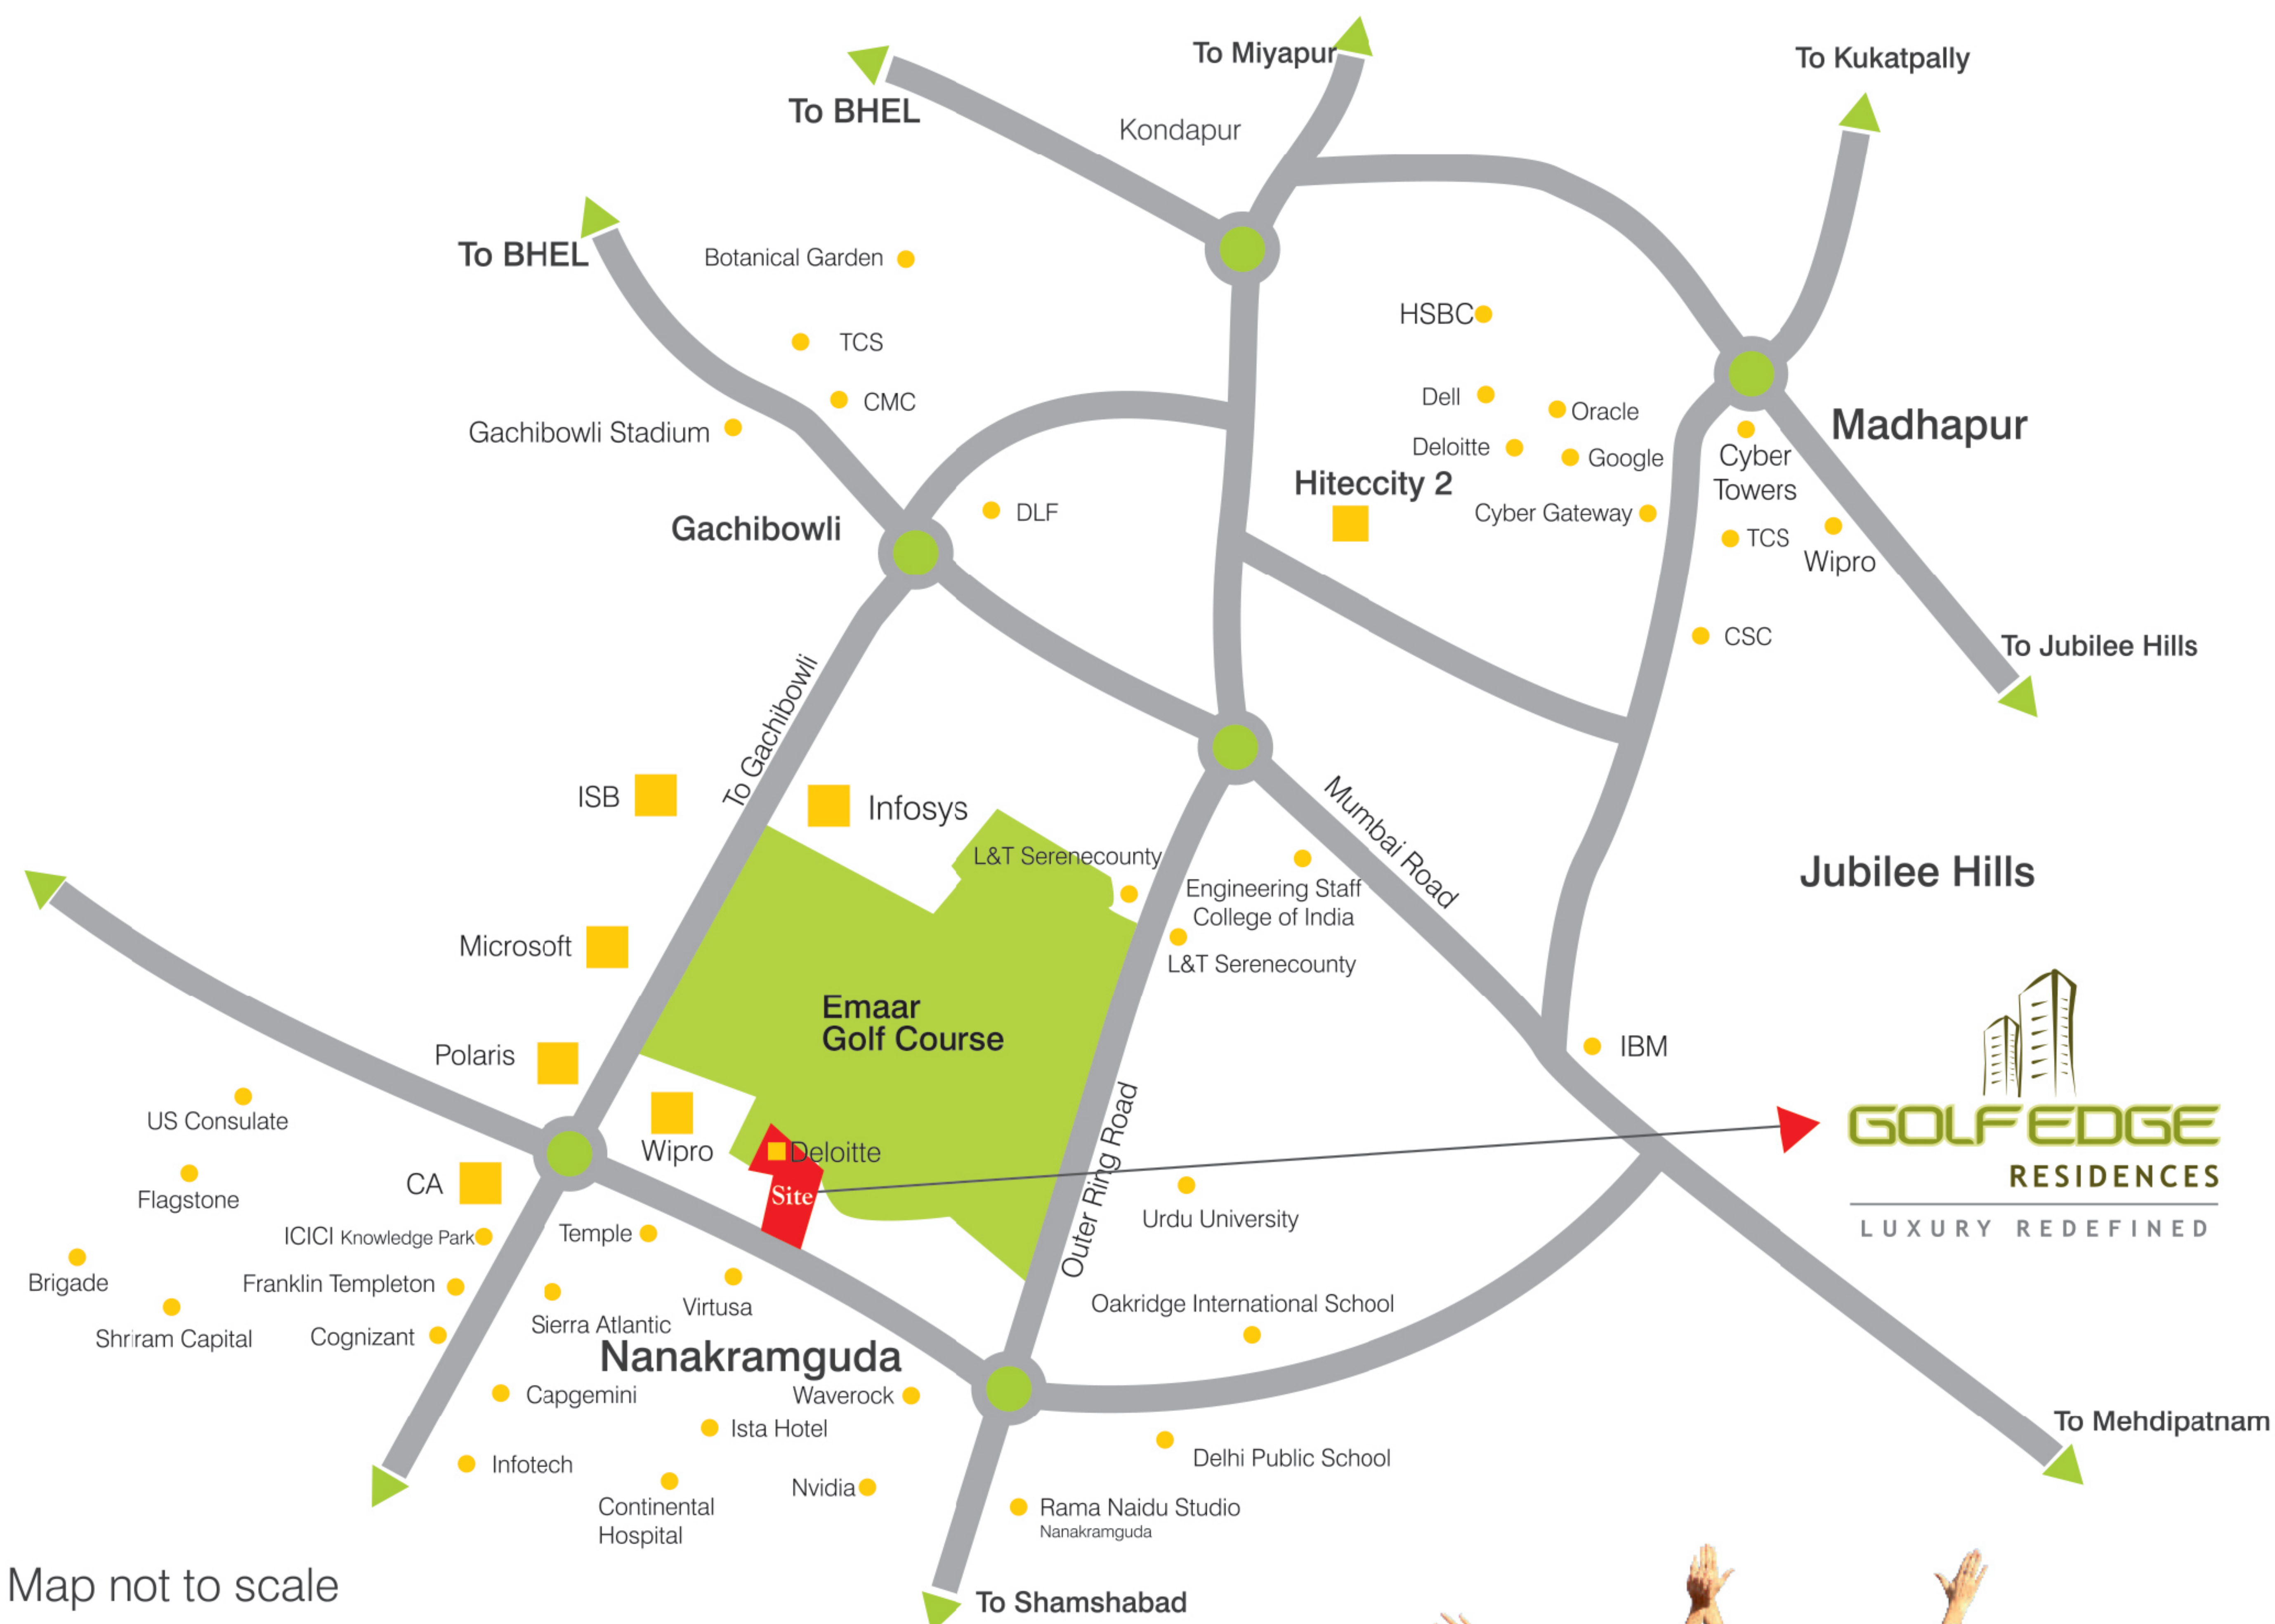 To Miyapur
To Kukatpally
To BHEL
Kondapur
To BHEL
Botanical Garden
HSBC
TCS
CMC
Dell
Oracle
Gachibowli Stadium
Madhapur
Deloitte
Google
Cyber
Towers
Hiteccity 2
DLF
Cyber Gateway
Gachibowli
TCS
Wipro
CSC
To Jubilee Hills
To Gachibowli
ISB
Infosys
Mumbai Road
L&T Serenecounty
Jubilee Hills
Engineering Staff
College of India
Microsoft
L&T Serenecounty
Emaar
Golf Course
Polaris
IBM
US Consulate
Wipro
Deloitte
GOLF EDGE
RESIDENCES
LUXURY REDEFINED
CA
Site
Flagstone
Outer Ring Road
Urdu University
ICICI Knowledge Park
Temple
Brigade
Franklin Templeton
Virtusa
Oakridge International School
Sierra Atlantic
Shriram Capital
Cognizant
Nanakramguda
Capgemini
Waverock
Ista Hotel
To Mehdipatnam
Infotech
Delhi Public School
Nvidia
Continental
Hospital
Rama Naidu Studio
Nanakramguda
Map not to scale
To Shamshabad